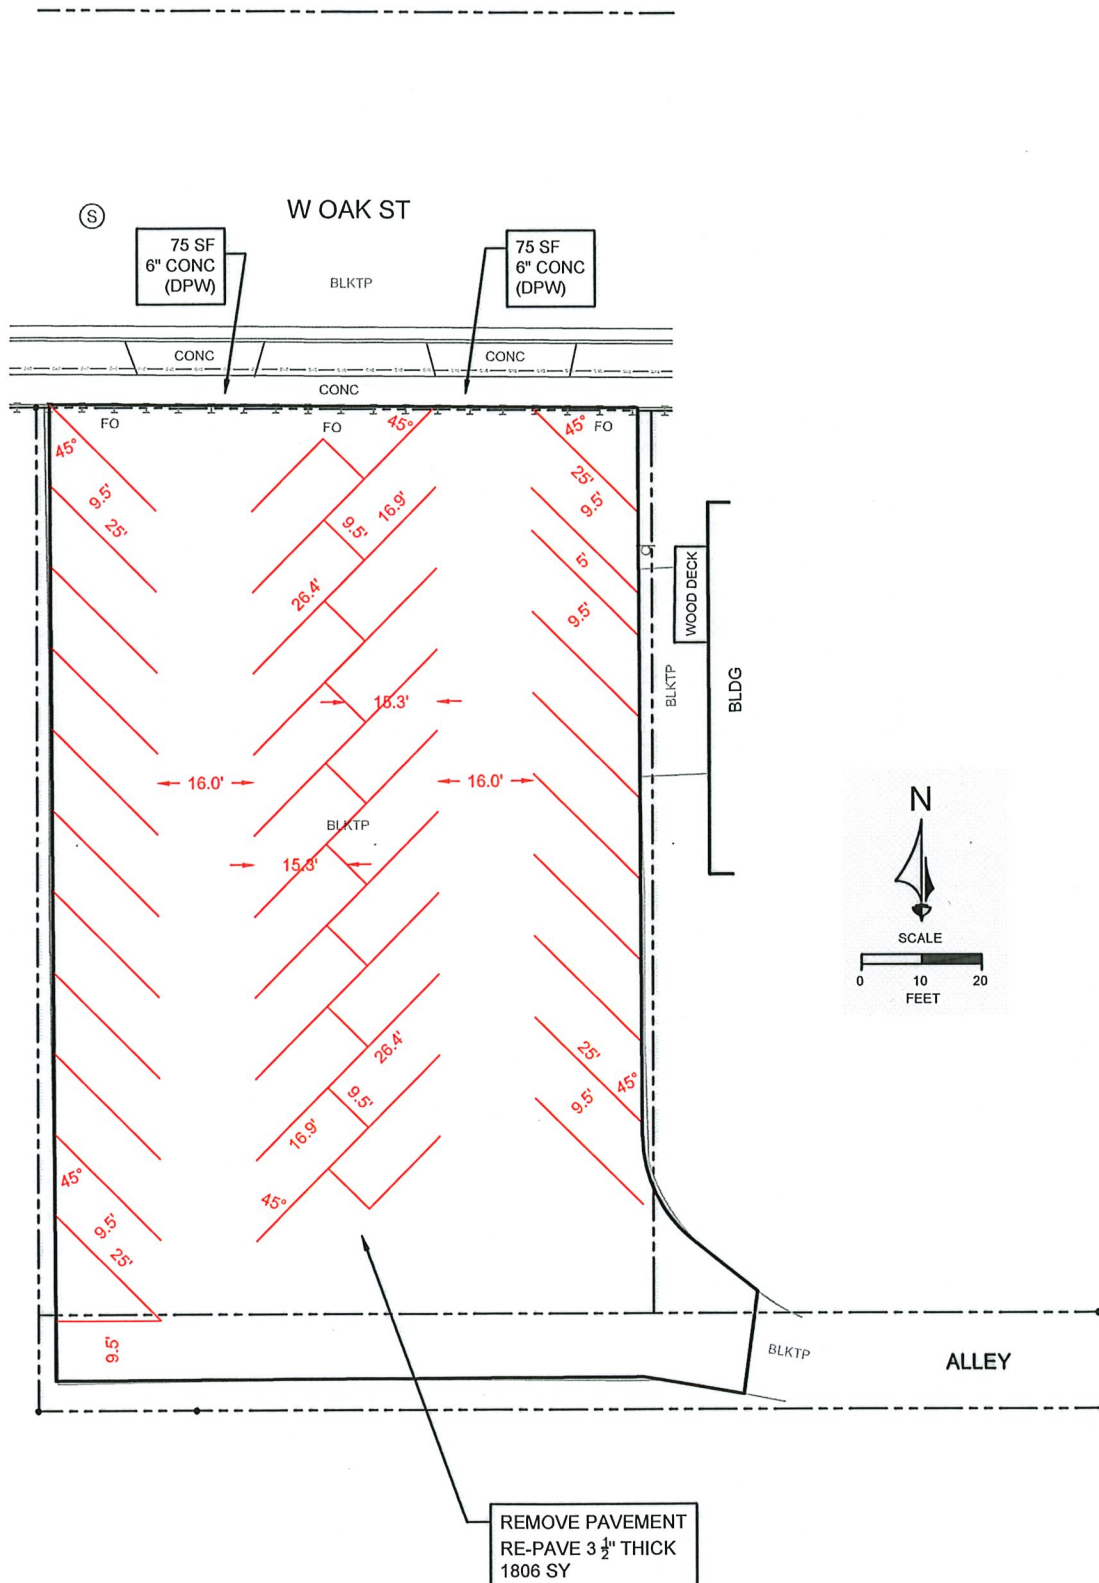 W OAK ST
S
75 SF
6" CONC
(DPW)
75 SF
6" CONC
(DPW)
BLKTP
CONC
CONC
CONC
FO
FO
FO
45°
45°
45°
9.5'
25'
9.5'
16.9'
25'
9.5'
5'
9.5'
26.4'
WOOD DECK
BLKTP
BLDG
15.3'
16.0'
16.0'
BLKTP
15.3'
N
SCALE
0 10 20
FEET
26.4'
9.5'
16.9'
45°
25'
45°
9.5'
45°
9.5'
25'
9.5'
BLKTP
ALLEY
REMOVE PAVEMENT
RE-PAVE 3 1/2" THICK
1806 SY